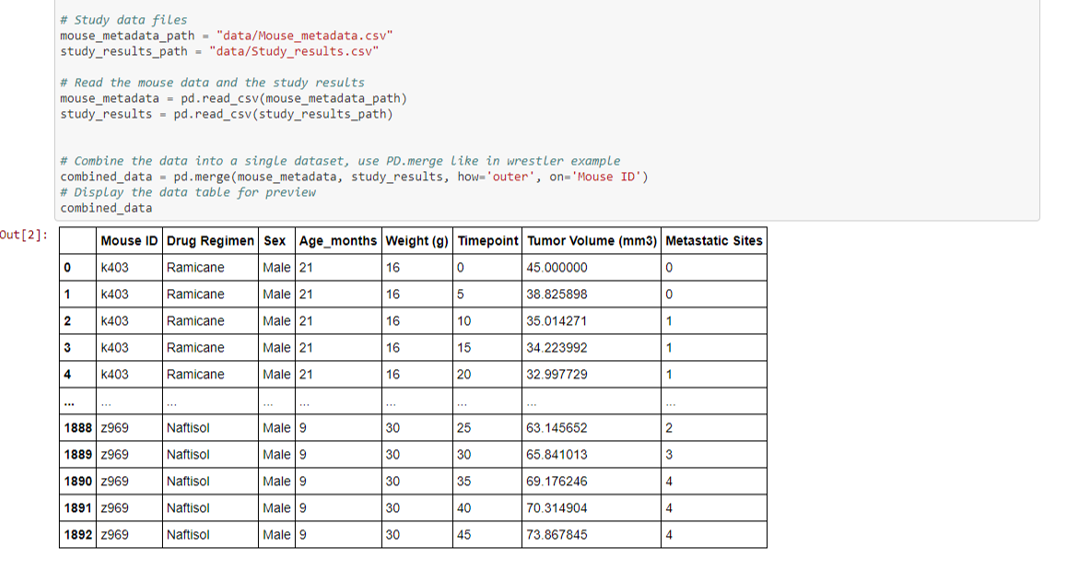 # Study data files
mouse_metadata_path = "data/Mouse_metadata.csv"
study_results_path = "data/Study_results.csv"
# Read the mouse data and the study results
mouse_metadata = pd.read_csv(mouse_metadata_path)
study_results = pd.read_csv(study_results_path)
# Combine the data into a single dataset, use PD.merge like in wrestler example
combined_data = pd.merge(mouse_metadata, study_results, how='outer', on='Mouse ID')
# Display the data table for preview
combined_data
Out[2]:
Mouse ID Drug Regimen Sex Age_months Weight (g) Timepoint Tumor Volume (mm3) Metastatic Sites
0 k403 Ramicane Male 21 16 0 45.000000 0
1 k403 Ramicane Male 21 16 5 38.825898 0
2 k403 Ramicane Male 21 16 10 35.014271 1
3 k403 Ramicane Male 21 16 15 34.223992 1
4 k403 Ramicane Male 21 16 20 32.997729 1
... ... ... ... ... ... ... ... ...
1888 z969 Naftisol Male 9 30 25 63.145652 2
1889 z969 Naftisol Male 9 30 30 65.841013 3
1890 z969 Naftisol Male 9 30 35 69.176246 4
1891 z969 Naftisol Male 9 30 40 70.314904 4
1892 z969 Naftisol Male 9 30 45 73.867845 4